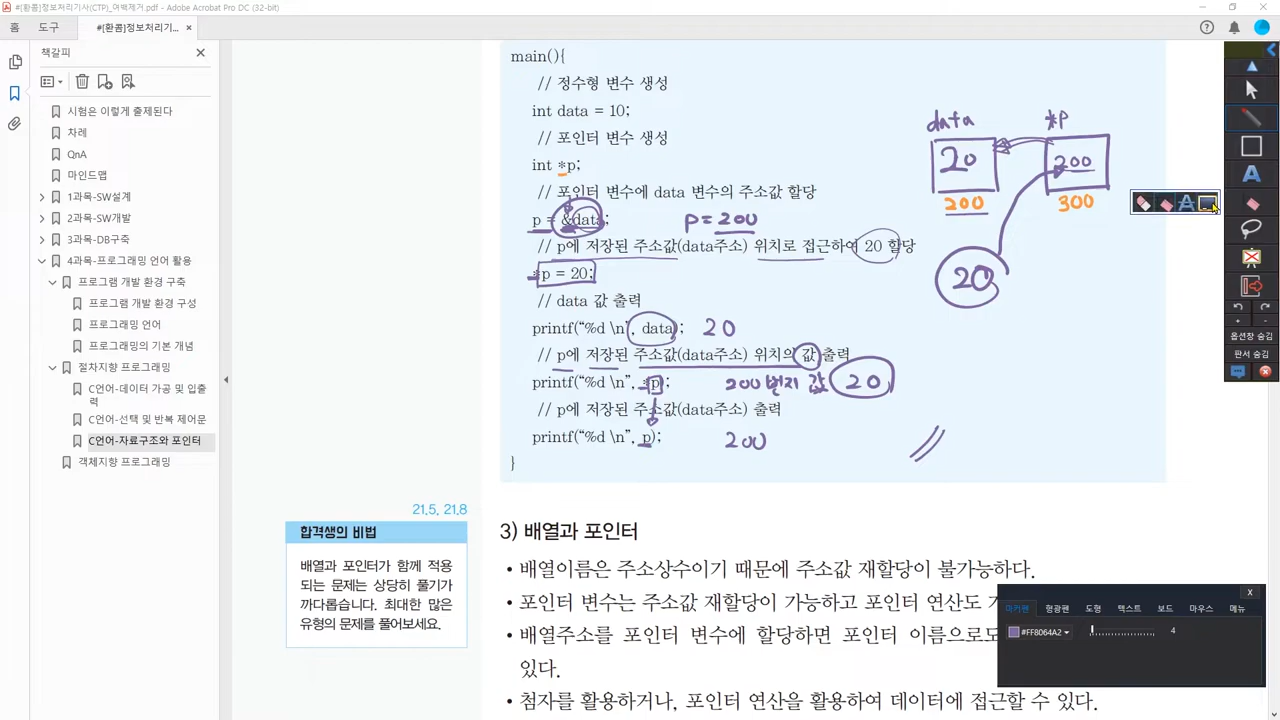 #[환콤]정보처리기사(CTP)_여백제거.pdf - Adobe Acrobat Pro DC (32-bit)
홈 도구 #[환콤]정보처리기... ×
책갈피
시험은 이렇게 출제된다
차례
QnA
마인드맵
1과목-SW설계
2과목-SW개발
3과목-DB구축
4과목-프로그래밍 언어 활용
프로그램 개발 환경 구축
프로그램 개발 환경 구성
프로그래밍 언어
프로그래밍의 기본 개념
절차지향 프로그래밍
C언어-데이터 가공 및 입출
력
C언어-선택 및 반복 제어문
C언어-자료구조와 포인터
객체지향 프로그래밍
main(){
// 정수형 변수 생성
int data = 10;
// 포인터 변수 생성
int *p;
// 포인터 변수에 data 변수의 주소값 할당
p = &data; P = 200
// p에 저장된 주소값(data주소) 위치로 접근하여 20 할당
*p = 20;
// data 값 출력
printf("%d \n", data); 20
// p에 저장된 주소값(data주소) 위치의 값 출력
printf("%d \n", *p); 200번지 값 20
// p에 저장된 주소값(data주소) 출력
printf("%d \n", p); 200
}
data *P
20 200
200 300
20
21.5, 21.8
합격생의 비법
배열과 포인터가 함께 적용
되는 문제는 상당히 풀기가
까다롭습니다. 최대한 많은
유형의 문제를 풀어보세요.
3) 배열과 포인터
• 배열이름은 주소상수이기 때문에 주소값 재할당이 불가능하다.
• 포인터 변수는 주소값 재할당이 가능하고 포인터 연산도
• 배열주소를 포인터 변수에 할당하면 포인터 이름으로도
있다.
• 첨자를 활용하거나, 포인터 연산을 활용하여 데이터에 접근할 수 있다.
옵션창 숨김
판서 숨김
X
마커펜 형광펜 도형 텍스트 보드 마우스 메뉴
#FF8064A2 4